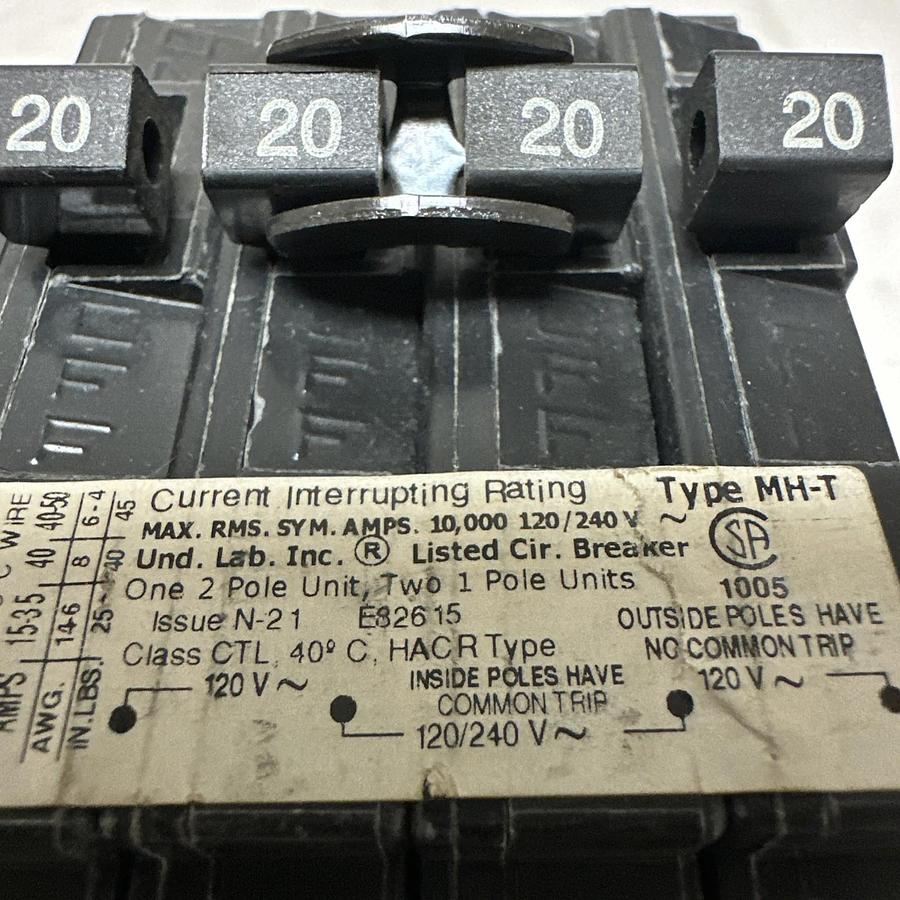 20 20 20 20
Current Interrupting Rating Type MH-T
MAX. RMS. SYM. AMPS. 10,000 120/240 V ~
Und. Lab. Inc. ® Listed Cir. Breaker SA
One 2 Pole Unit, Two 1 Pole Units 1005
Issue N-21 E82615 OUTSIDE POLES HAVE
Class CTL, 40º C, HACR Type NO COMMON TRIP
120 V ~ INSIDE POLES HAVE 120 V ~
COMMON TRIP
120/240 V ~
WIRE
AMPS 15-35 40 40-50
AWG. 14-6 8 6-4
IN.LBS. 25 40 45